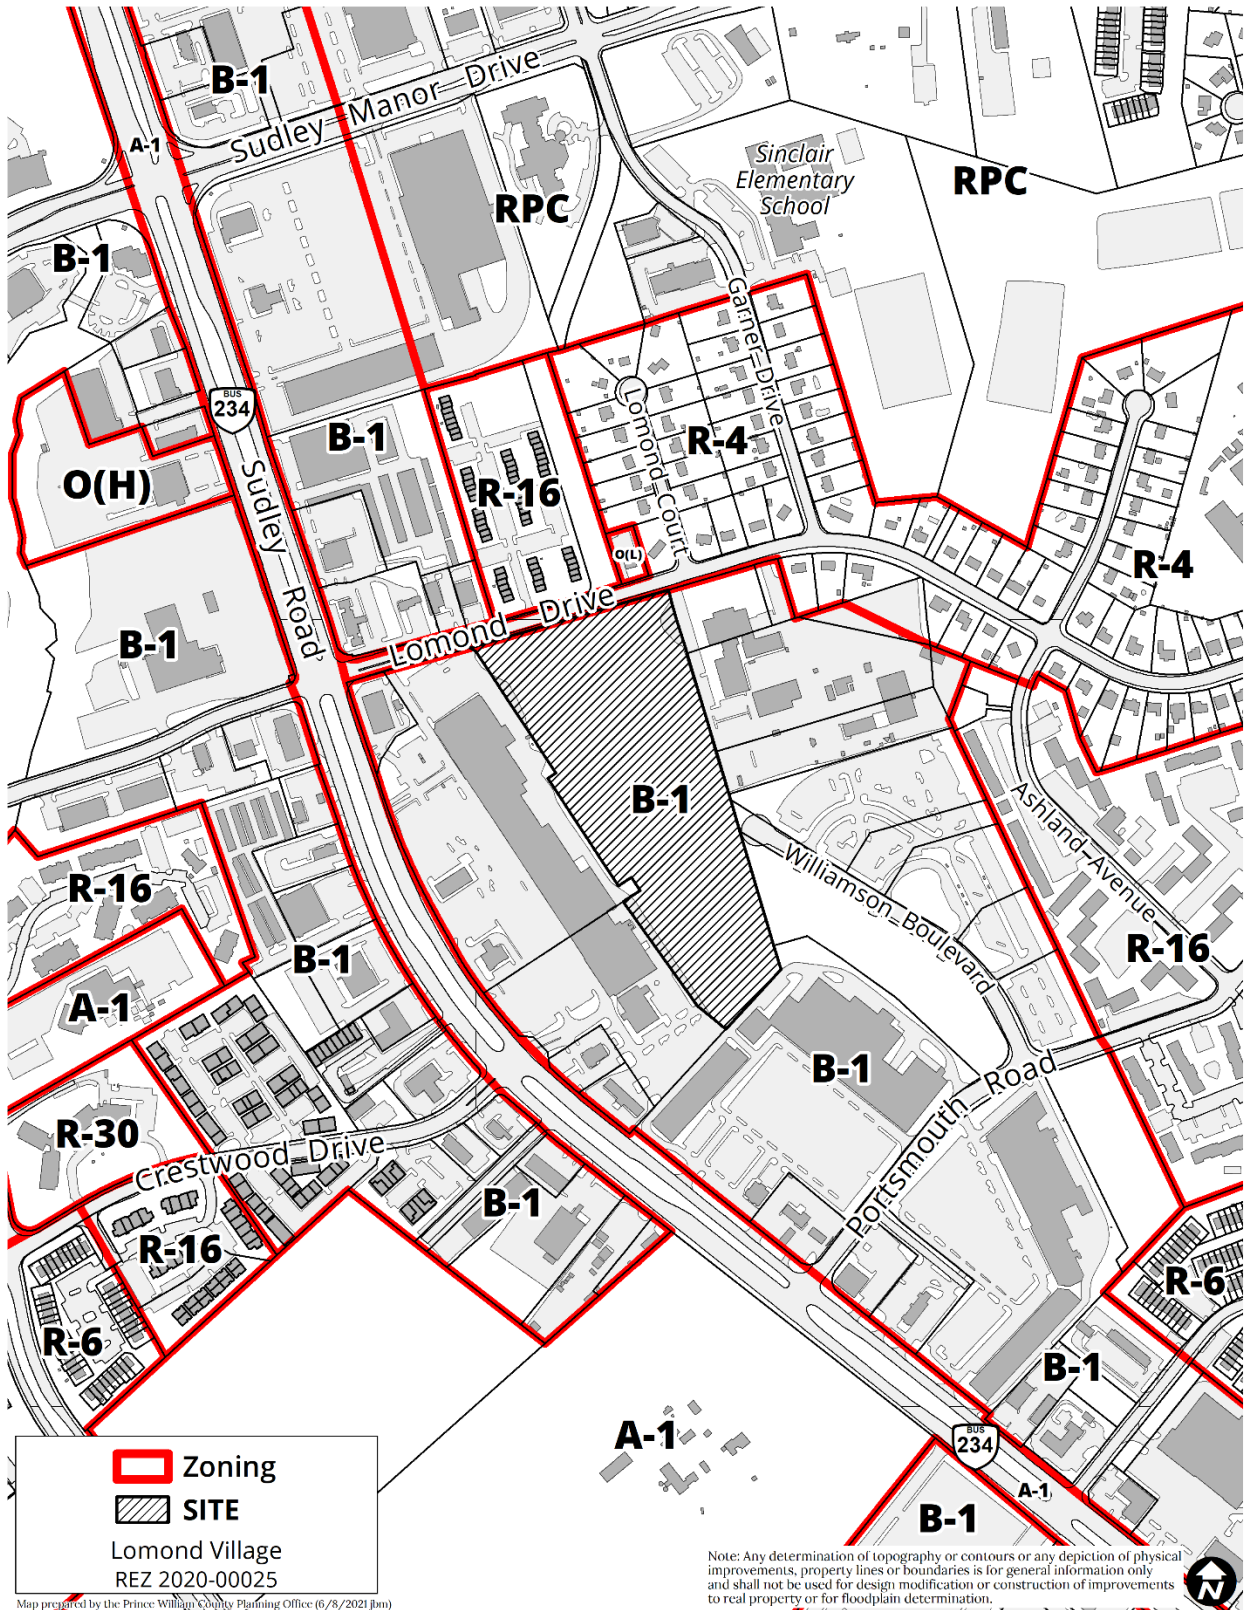 B-1
Sudley Manor Drive
A-1
Sinclair
Elementary
School
RPC
RPC
B-1
Garner Drive
BUS
234
Lomond Court
B-1
R-4
O(H)
R-16
Sudley Road
O(L)
R-4
Lomond Drive
B-1
B-1
Ashland Avenue
Williamson Boulevard
R-16
R-16
B-1
A-1
B-1
Portsmouth Road
R-30
Crestwood Drive
B-1
R-16
R-6
R-6
B-1
A-1
BUS
234
A-1
B-1
Zoning
SITE
Lomond Village
REZ 2020-00025
Note: Any determination of topography or contours or any depiction of physical
improvements, property lines or boundaries is for general information only
and shall not be used for design modification or construction of improvements
to real property or for floodplain determination.
N
Map prepared by the Prince William County Planning Office (6/8/2021 jbm)